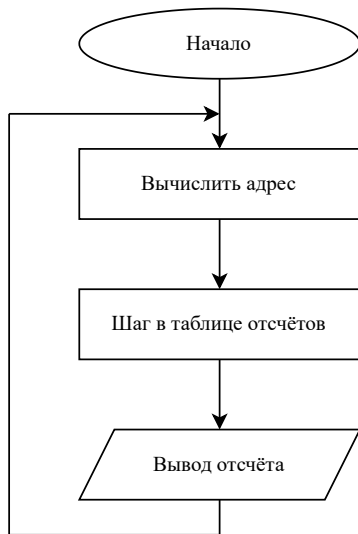 Начало
Вычислить адрес
Шаг в таблице отсчётов
Вывод отсчёта